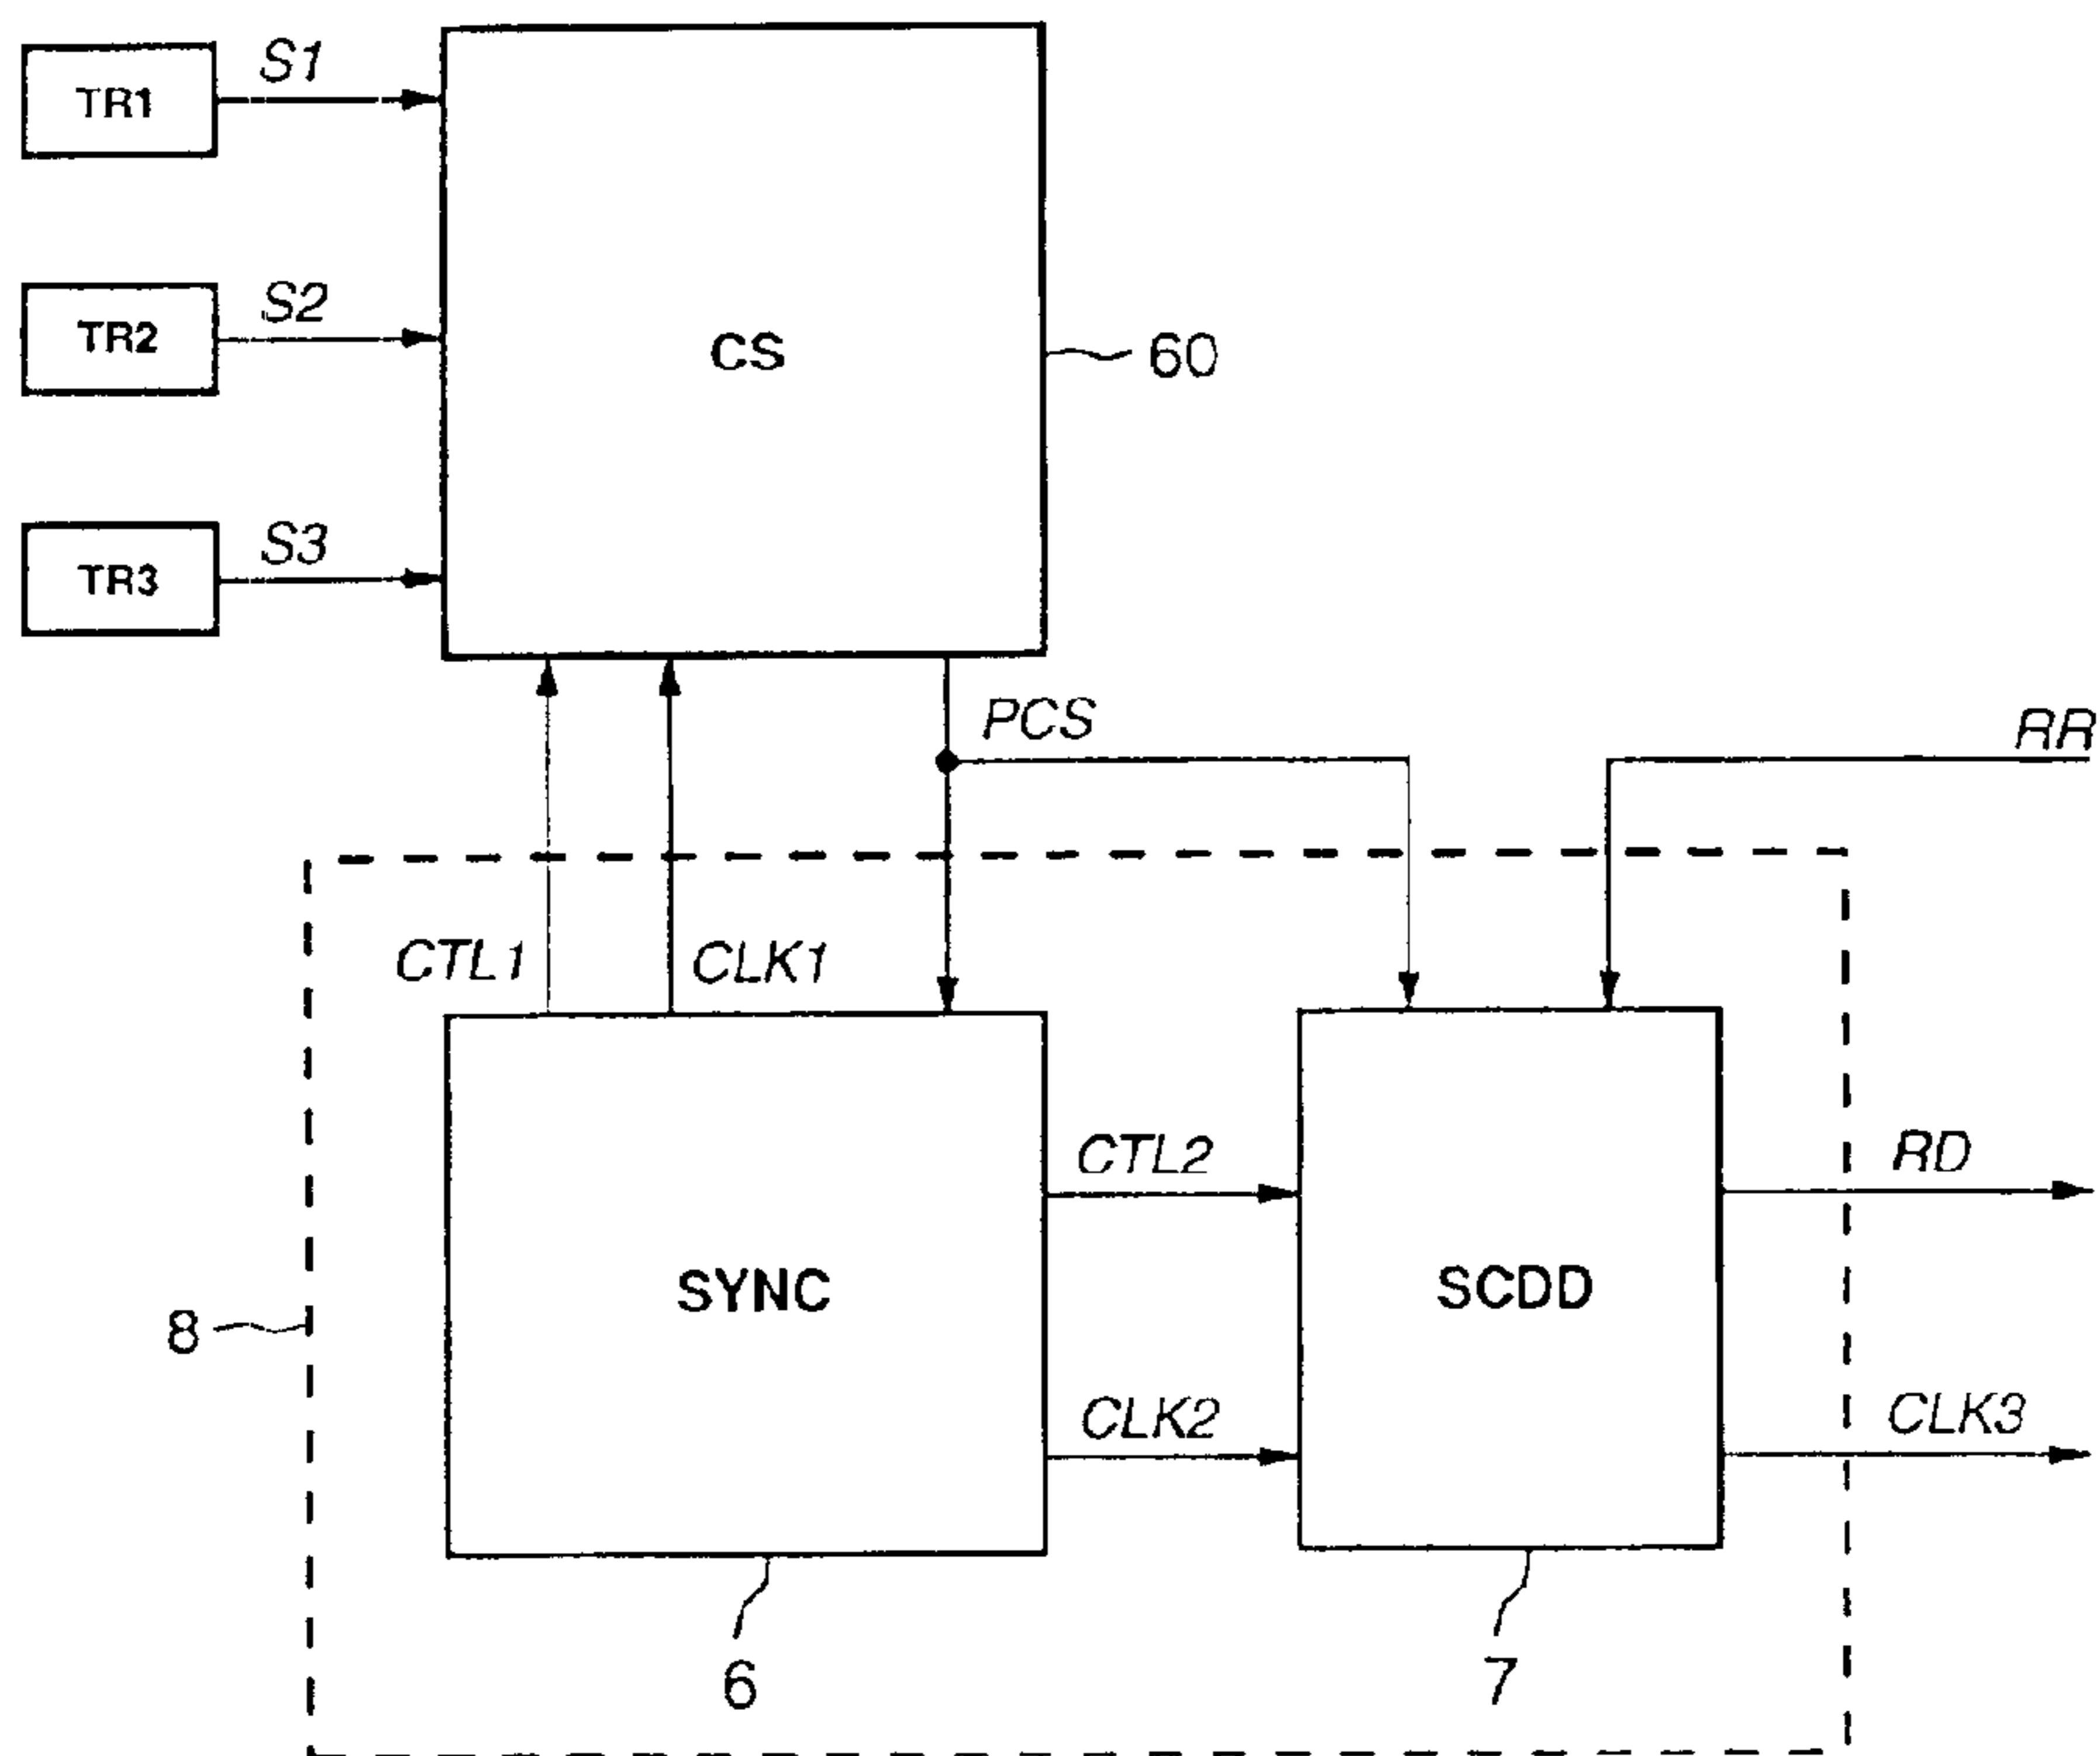 TR1
S1
TR2
S2
CS
60
TR3
S3
PCS
RR
CTL1
CLK1
CTL2
RD
SYNC
SCDD
8
CLK2
CLK3
6
7